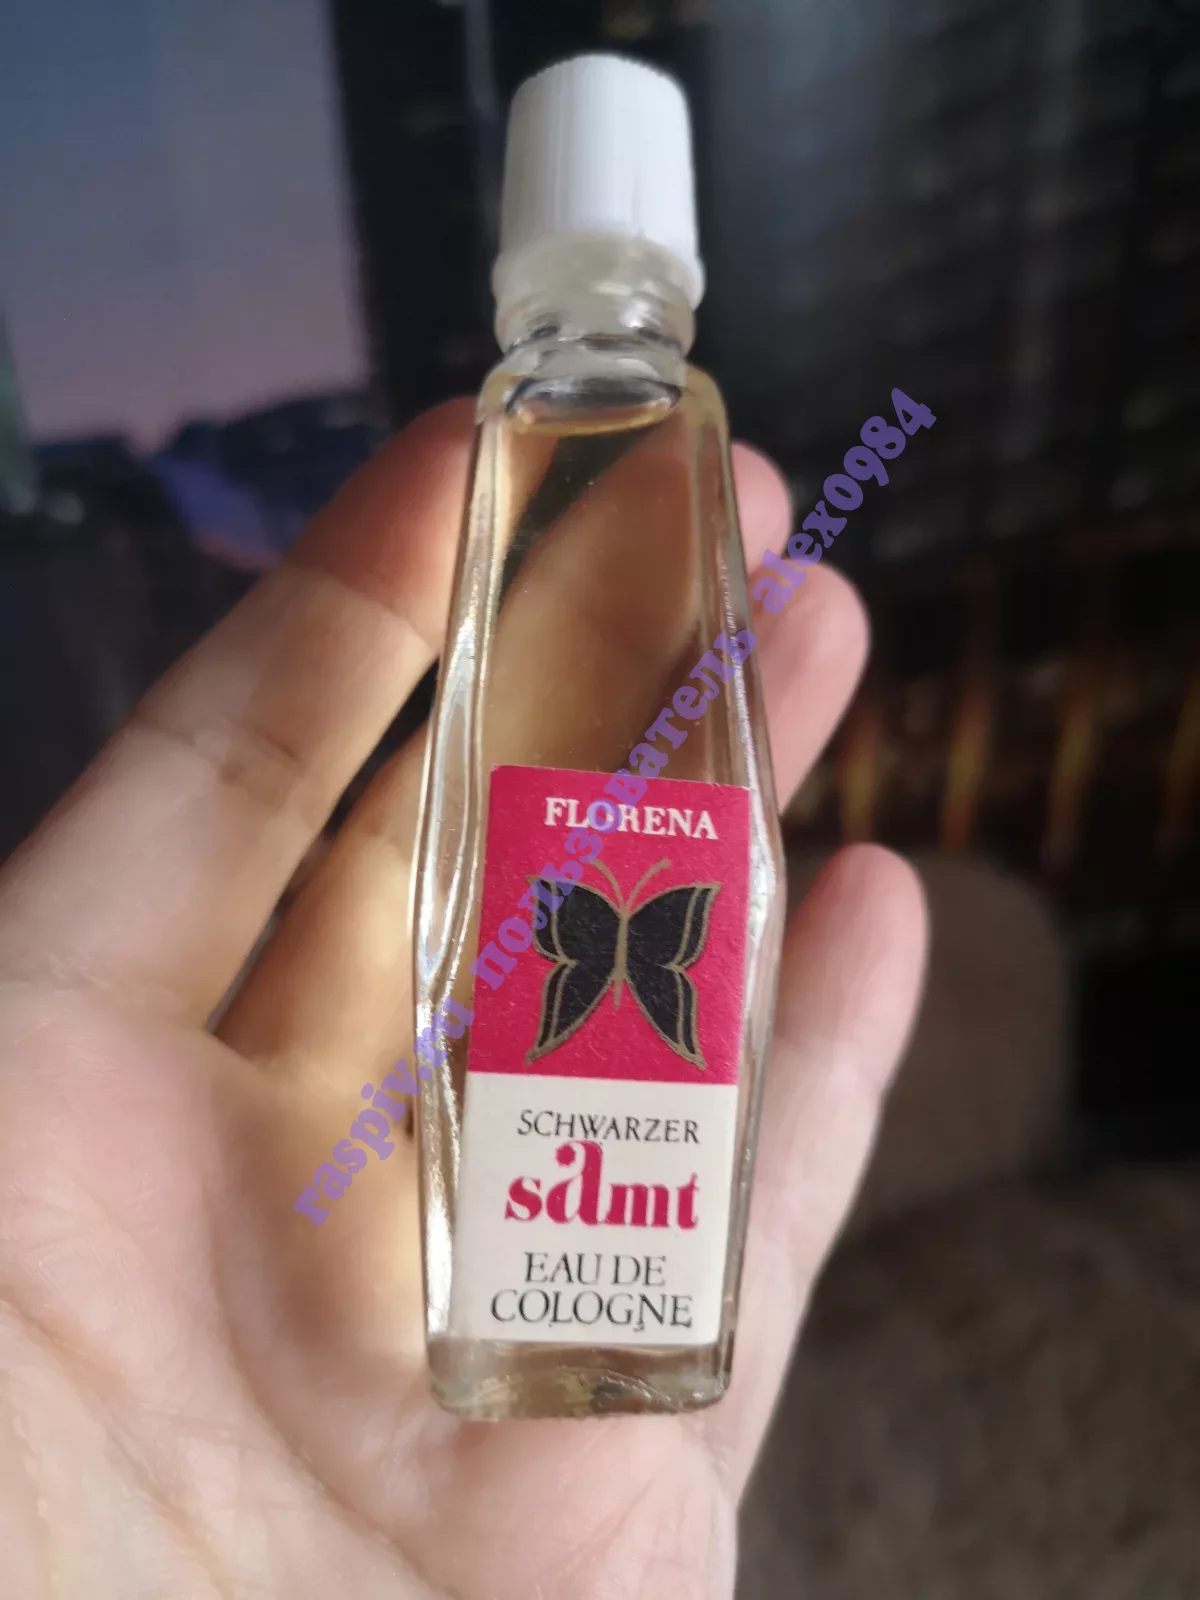 FLORENA
SCHWARZER
samt
EAU DE
COLOGNE
raspiv.ru пользователь alex0984